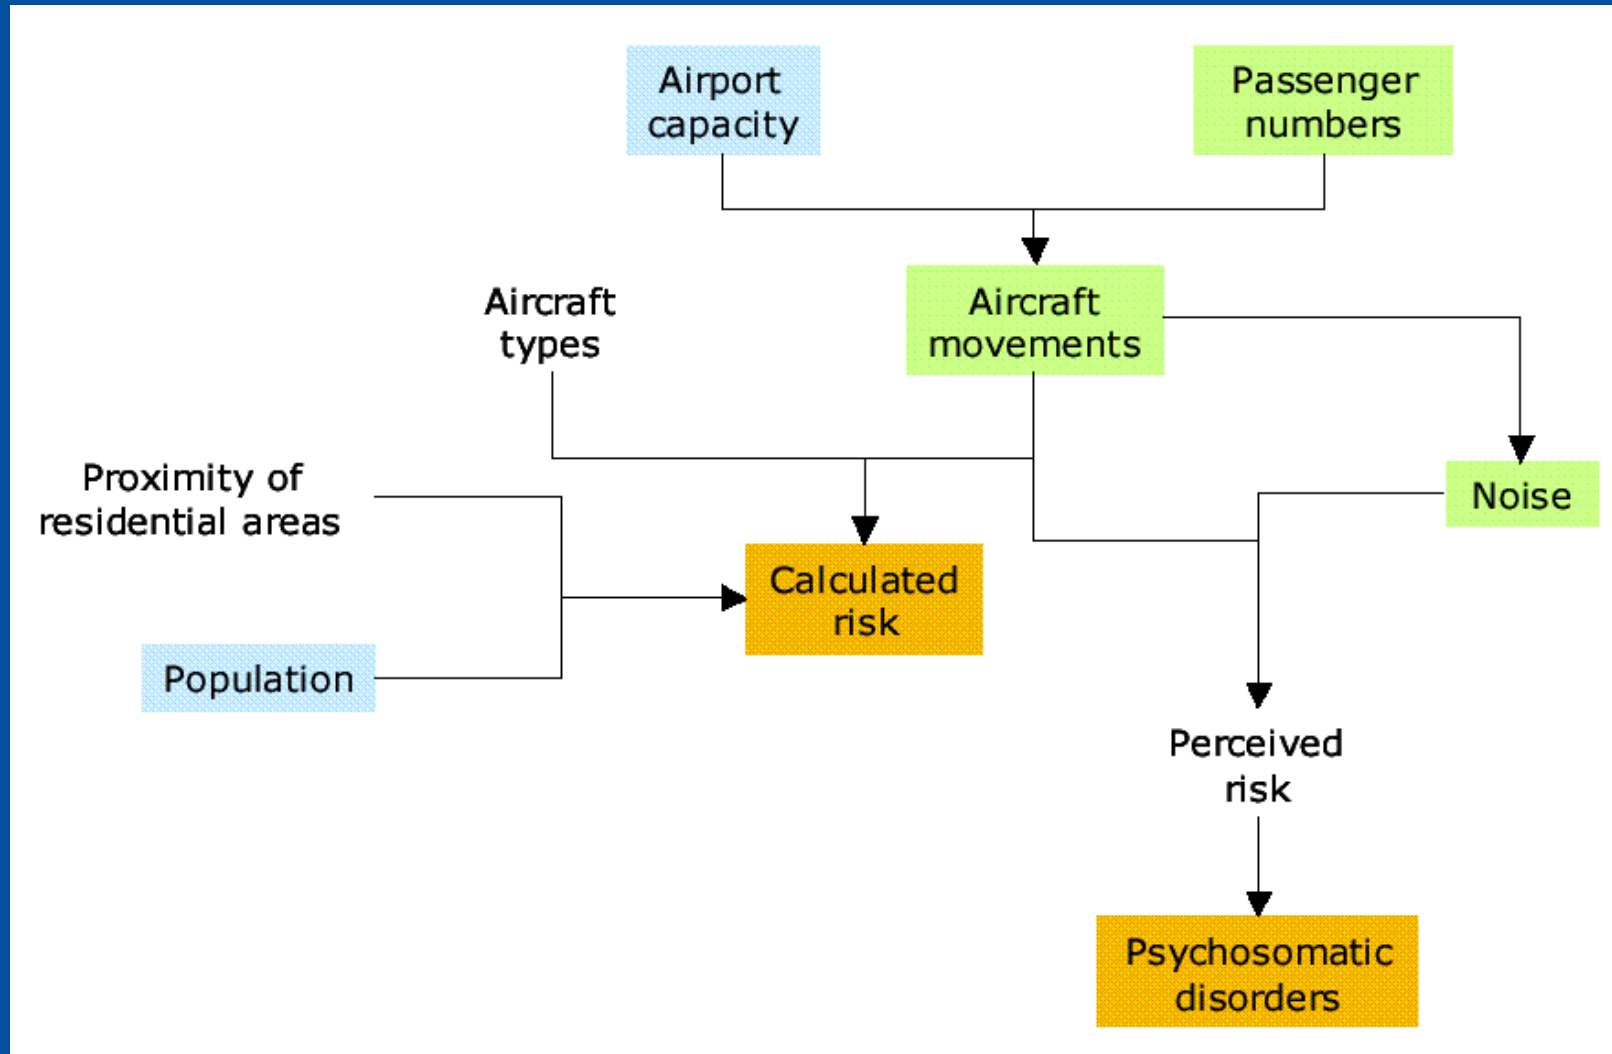 Airport
capacity
Passenger
numbers
Aircraft
types
Aircraft
movements
Proximity of
residential areas
Noise
Calculated
risk
Population
Perceived
risk
Psychosomatic
disorders